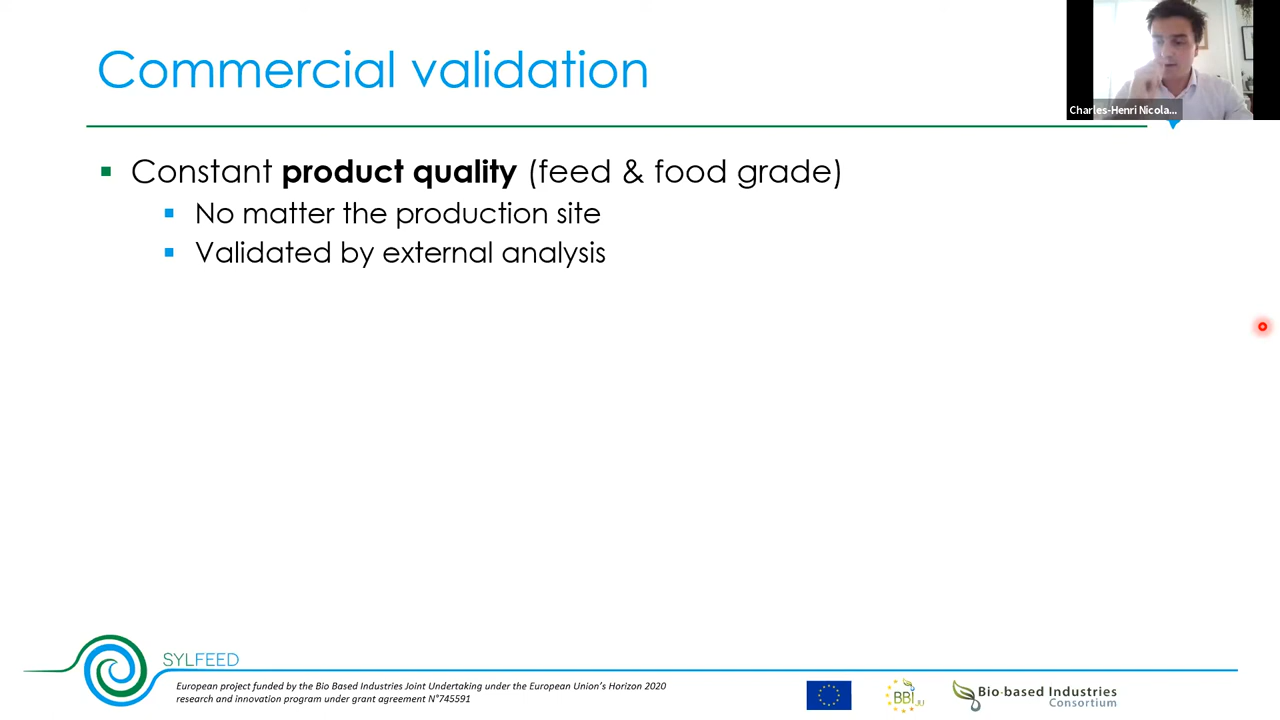 Commercial validation
Charles-Henri Nicola...
Constant product quality (feed & food grade)
No matter the production site
Validated by external analysis
SYLFEED
European project funded by the Bio Based Industries Joint Undertaking under the European Union's Horizon 2020
research and innovation program under grant agreement N°745591
BBI JU
Bio-based Industries
Consortium